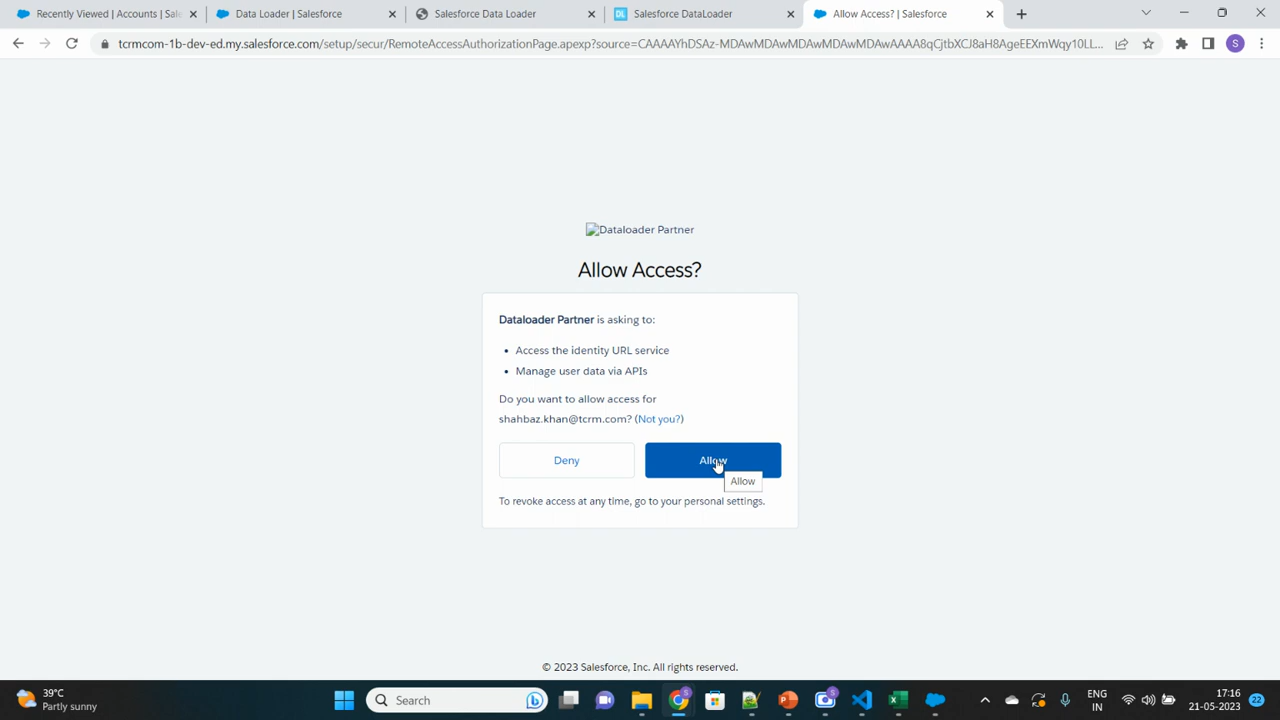 Recently Viewed | Accounts | Sale
Data Loader | Salesforce
Salesforce Data Loader
Salesforce DataLoader
Allow Access? | Salesforce
tcrmcom-1b-dev-ed.my.salesforce.com/setup/secur/RemoteAccessAuthorizationPage.apexp?source=CAAAAYhDSAz-MDAwMDAwMDAwMDAwMDAwAAAA8qCjtbXCJ8aH8AgeEEXmWqy10LL...
S
Dataloader Partner
Allow Access?
Dataloader Partner is asking to:
• Access the identity URL service
• Manage user data via APIs
Do you want to allow access for
shahbaz.khan@tcrm.com? (Not you?)
Deny
Allow
Allow
To revoke access at any time, go to your personal settings.
© 2023 Salesforce, Inc. All rights reserved.
39°C
Partly sunny
Search
ENG
IN
17:16
21-05-2023
22